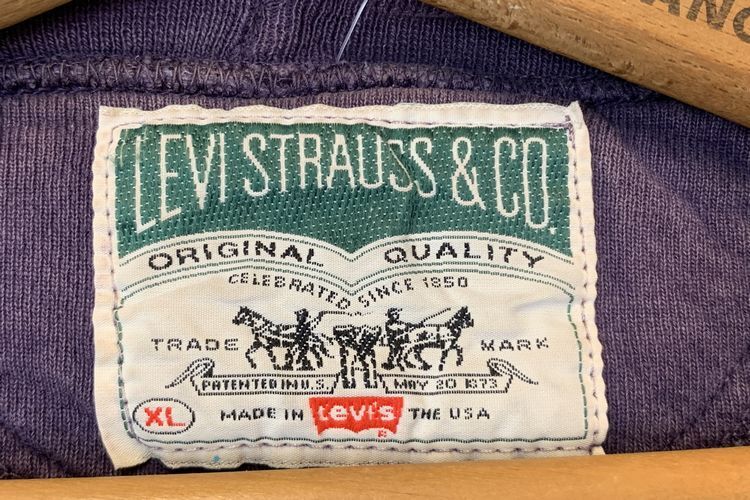 LEVI STRAUSS & CO.
ORIGINAL QUALITY
CELEBRATED SINCE 1850
TRADE MARK
PATENTED IN U.S. MAY 20 1873
XL MADE IN Levi's THE USA
®